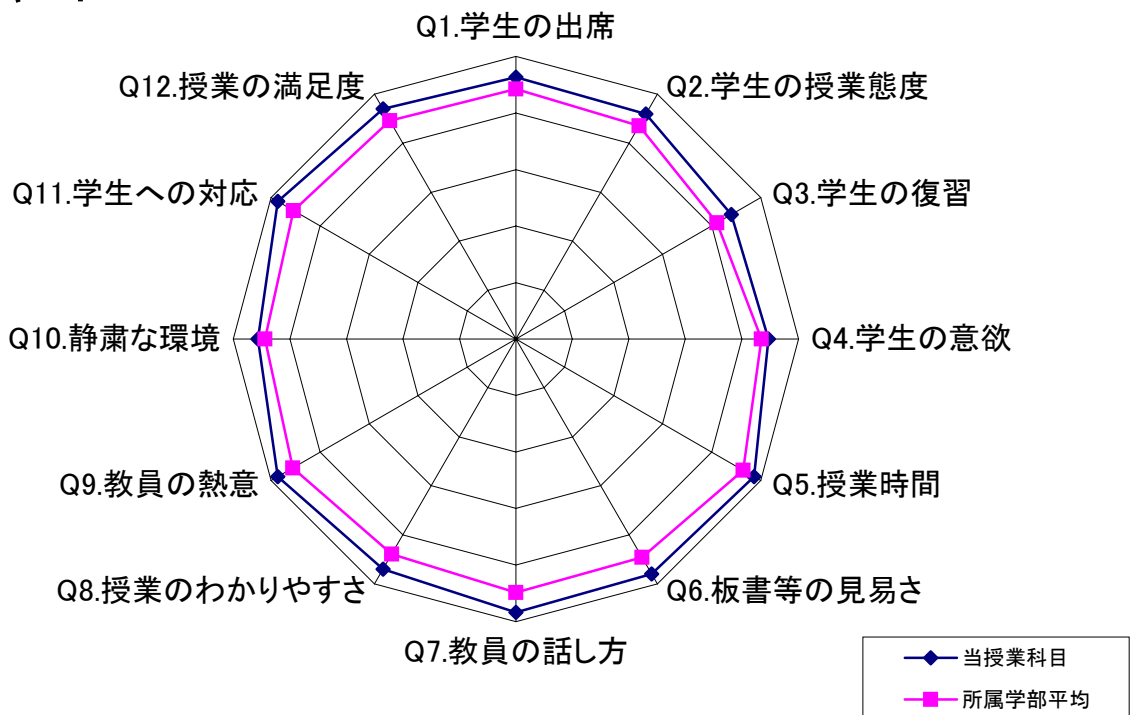 Q1.学生の出席
Q2.学生の授業態度
Q3.学生の復習
Q4.学生の意欲
Q5.授業時間
Q6.板書等の見易さ
Q7.教員の話し方
Q8.授業のわかりやすさ
Q9.教員の熱意
Q10.静粛な環境
Q11.学生への対応
Q12.授業の満足度
当授業科目
所属学部平均